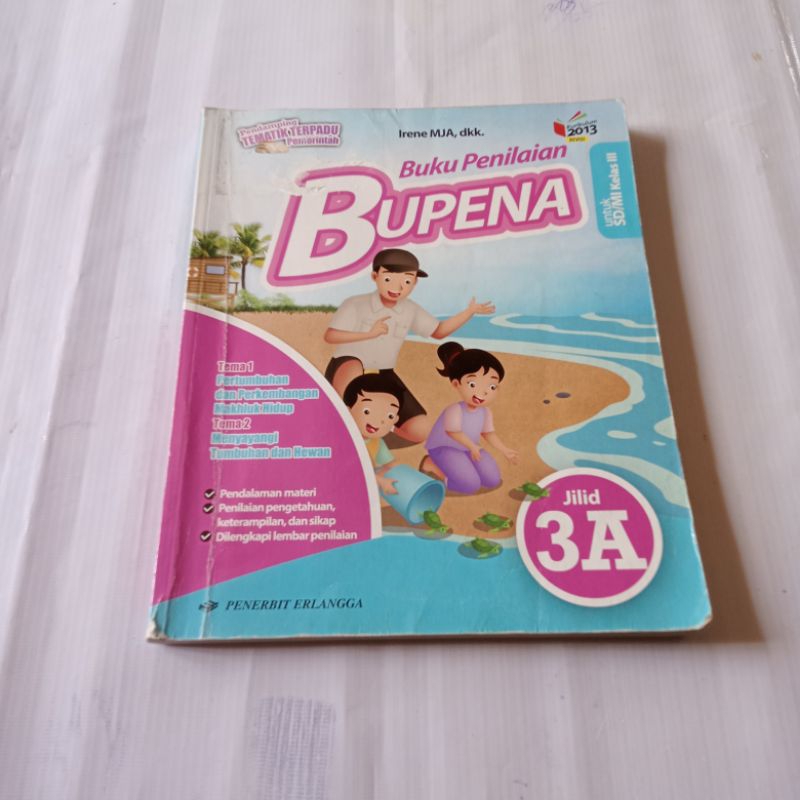 Pendamping
TEMATIK TERPADU
Pemerintah
Irene MJA, dkk.
Kurikulum
2013
REVISI
Buku Penilaian
BUPENA
untuk
SD/MI Kelas III
Tema 1
Pertumbuhan
dan Perkembangan
Makhluk Hidup
Tema 2
Menyayangi
Tumbuhan dan Hewan
Pendalaman materi
Penilaian pengetahuan,
keterampilan, dan sikap
Dilengkapi lembar penilaian
Jilid
3A
PENERBIT ERLANGGA